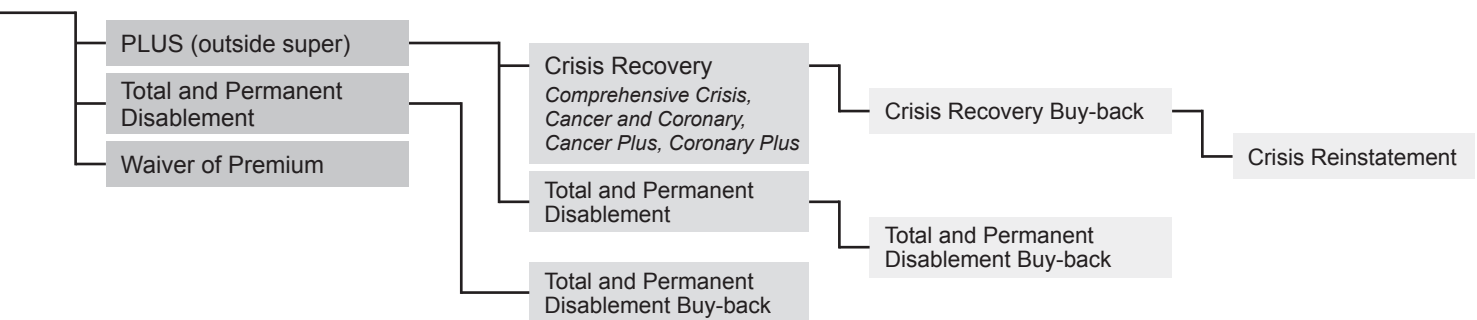 PLUS (outside super)
Total and Permanent
Disablement
Waiver of Premium
Crisis Recovery
Comprehensive Crisis,
Cancer and Coronary,
Cancer Plus, Coronary Plus
Total and Permanent
Disablement
Total and Permanent
Disablement Buy-back
Crisis Recovery Buy-back
Total and Permanent
Disablement Buy-back
Crisis Reinstatement